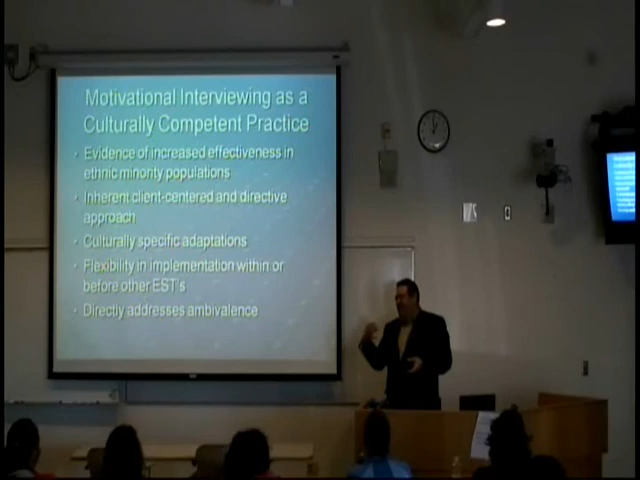 Motivational Interviewing as a
Culturally Competent Practice
• Evidence of increased effectiveness in
ethnic minority populations
• Inherent client-centered and directive
approach
• Culturally specific adaptations
• Flexibility in implementation within or
before other EST's
• Directly addresses ambivalence